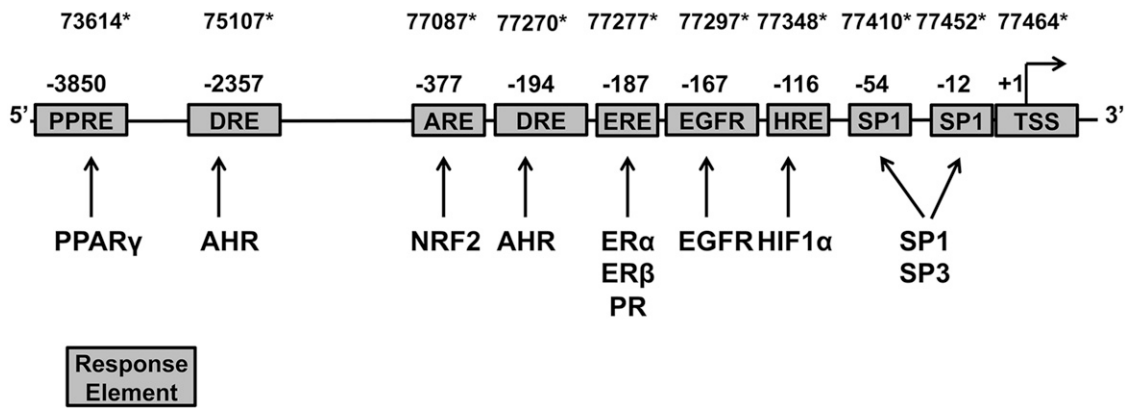 73614* 75107* 77087* 77270* 77277* 77297* 77348* 77410* 77452* 77464*
-3850 -2357 -377 -194 -187 -167 -116 -54 -12 +1
5’ PPRE DRE ARE DRE ERE EGFR HRE SP1 SP1 TSS 3’
PPARγ AHR NRF2 AHR ERα EGFR HIF1α SP1
ERβ SP3
PR
Response
Element